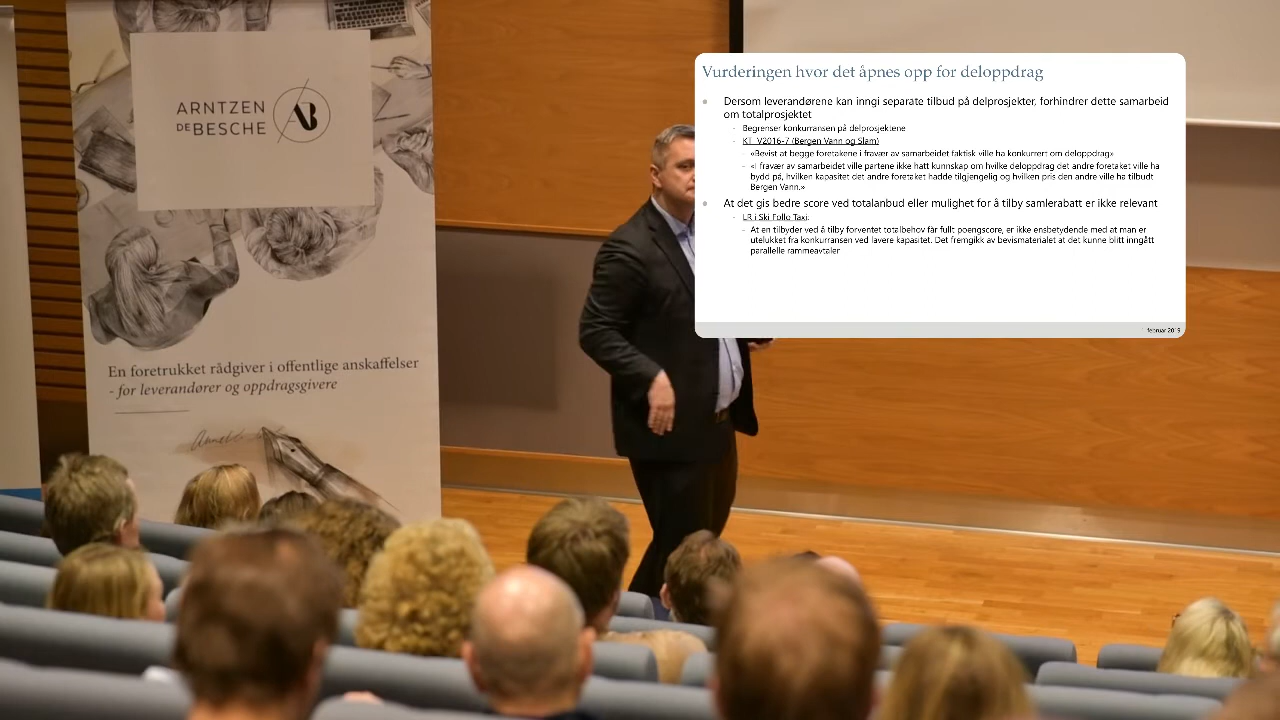 ARNTZEN
DE BESCHE
En foretrukket rådgiver i offentlige anskaffelser
- for leverandører og oppdragsgivere
Vurderingen hvor det åpnes opp for deloppdrag
Dersom leverandørene kan inngi separate tilbud på delprosjekter, forhindrer dette samarbeid
om totalprosjektet
- Begrenser konkurransen på delprosjektene
- KT V2016-7 (Bergen Vann og Slam)
- «Bevist at begge foretakene i fravær av samarbeidet faktisk ville ha konkurrert om deloppdrag»
- «I fravær av samarbeidet ville partene ikke hatt kunnskap om hvilke deloppdrag det andre foretaket ville ha
bydd på, hvilken kapasitet det andre foretaket hadde tilgjengelig og hvilken pris den andre ville ha tilbudt
Bergen Vann.»
At det gis bedre score ved totalanbud eller mulighet for å tilby samlerabatt er ikke relevant
- LR i Ski Follo Taxi:
- At en tilbyder ved å tilby forventet totalbehov får fullt poengscore, er ikke ensbetydende med at man er
utelukket fra konkurransen ved lavere kapasitet. Det fremgikk av bevismaterialet at det kunne blitt inngått
parallelle rammeavtaler
februar 2019